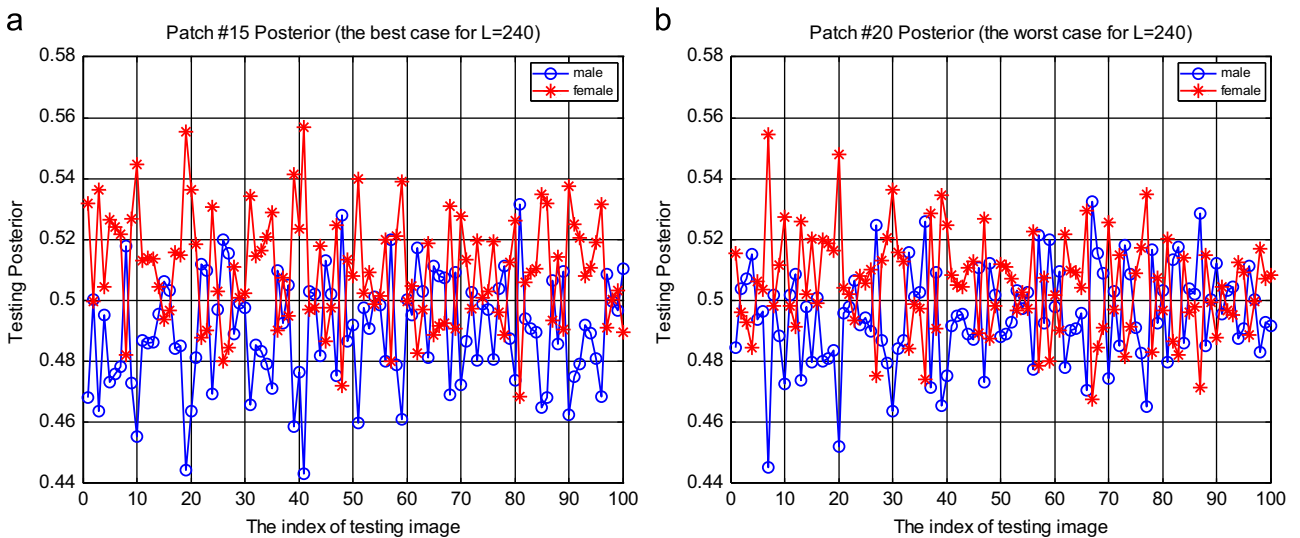 a
Patch #15 Posterior (the best case for L=240)
0.58
0.56
0.54
0.52
0.5
0.48
0.46
0.44
Testing Posterior
male
female
0 10 20 30 40 50 60 70 80 90 100
The index of testing image
b
Patch #20 Posterior (the worst case for L=240)
0.58
0.56
0.54
0.52
0.5
0.48
0.46
0.44
Testing Posterior
male
female
0 10 20 30 40 50 60 70 80 90 100
The index of testing image